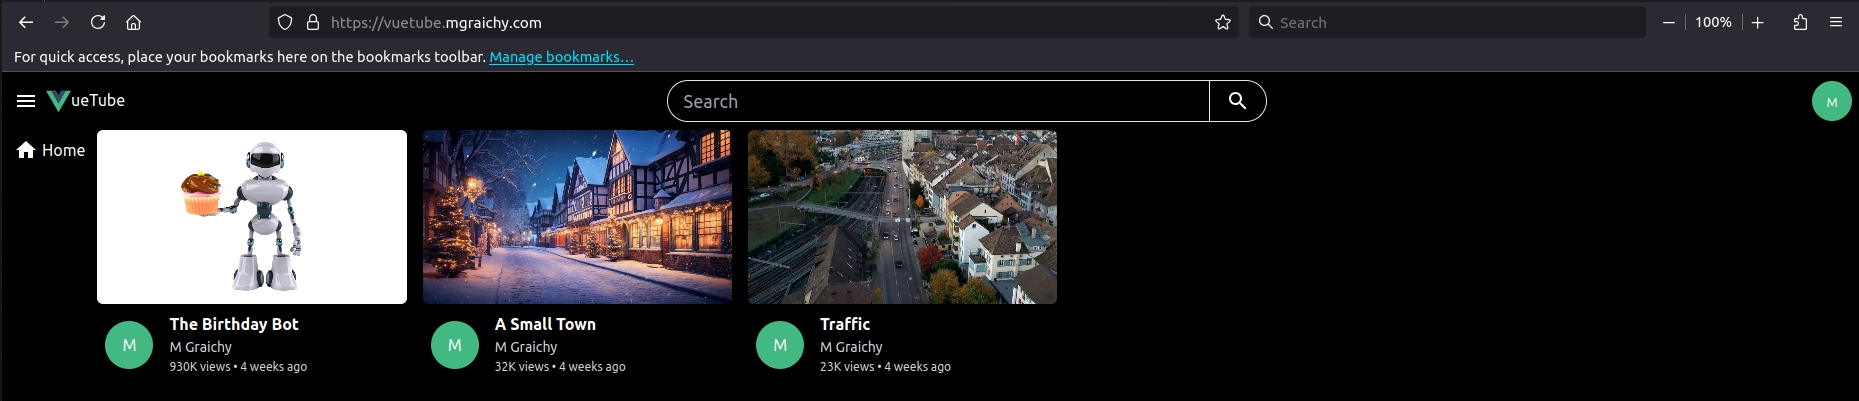 https://vuetube.mgraichy.com
Search
100%
For quick access, place your bookmarks here on the bookmarks toolbar. Manage bookmarks…
ueTube
Search
M
Home
M
The Birthday Bot
M Graichy
930K views • 4 weeks ago
M
A Small Town
M Graichy
32K views • 4 weeks ago
M
Traffic
M Graichy
23K views • 4 weeks ago